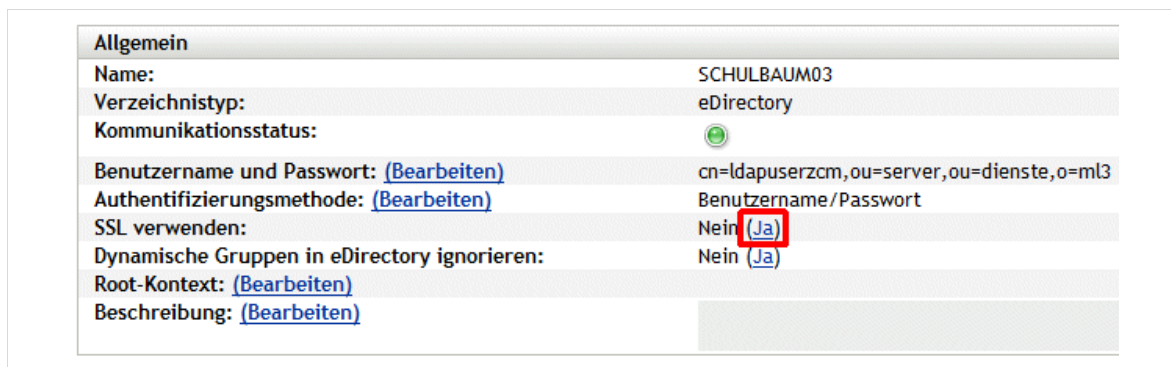 Allgemein
Name: SCHULBAUM03
Verzeichnistyp: eDirectory
Kommunikationsstatus:
Benutzername und Passwort: (Bearbeiten) cn=ldapuserzcm,ou=server,ou=dienste,o=ml3
Authentifizierungsmethode: (Bearbeiten) Benutzername/Passwort
SSL verwenden: Nein (Ja)
Dynamische Gruppen in eDirectory ignorieren: Nein (Ja)
Root-Kontext: (Bearbeiten)
Beschreibung: (Bearbeiten)